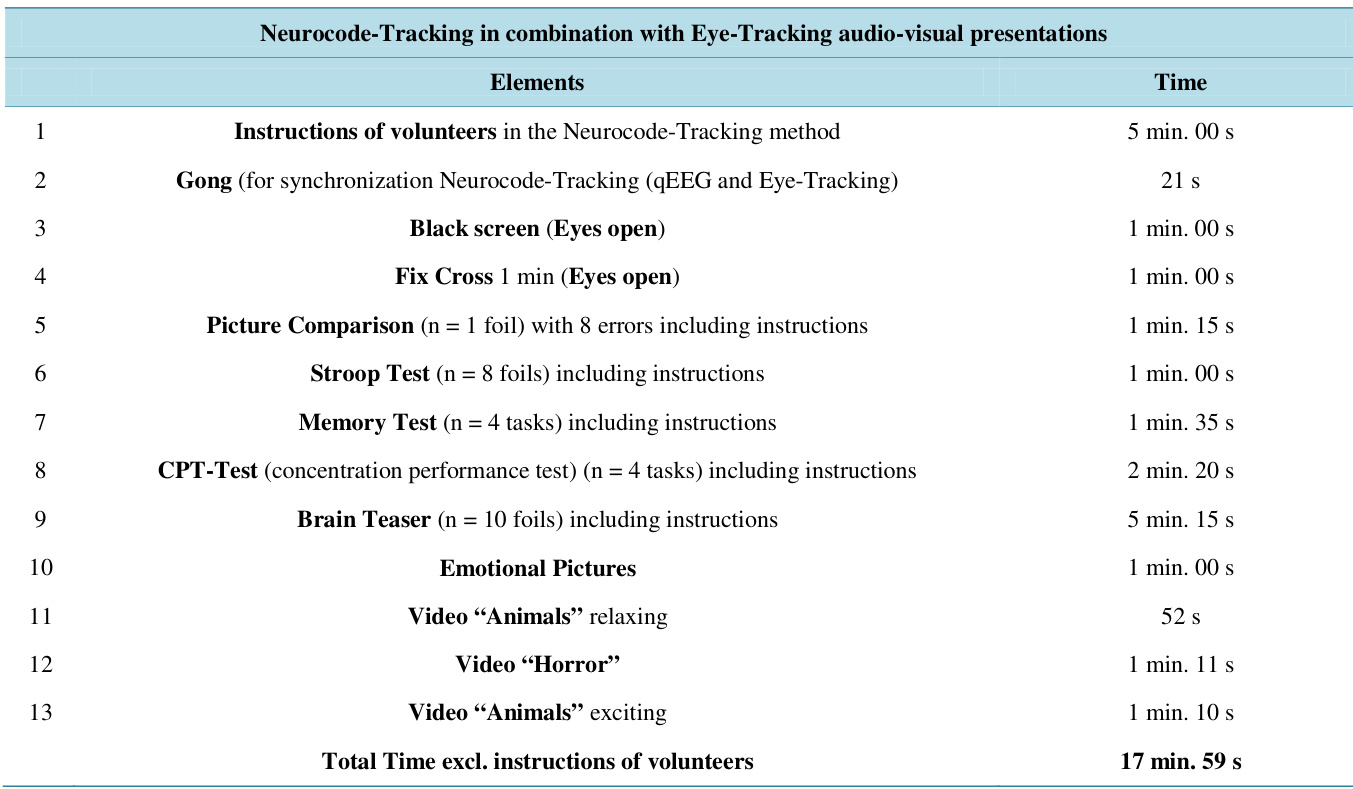 Neurocode-Tracking in combination with Eye-Tracking audio-visual presentations
Elements Time
1 Instructions of volunteers in the Neurocode-Tracking method 5 min. 00 s
2 Gong (for synchronization Neurocode-Tracking (qEEG and Eye-Tracking) 21 s
3 Black screen (Eyes open) 1 min. 00 s
4 Fix Cross 1 min (Eyes open) 1 min. 00 s
5 Picture Comparison (n = 1 foil) with 8 errors including instructions 1 min. 15 s
6 Stroop Test (n = 8 foils) including instructions 1 min. 00 s
7 Memory Test (n = 4 tasks) including instructions 1 min. 35 s
8 CPT-Test (concentration performance test) (n = 4 tasks) including instructions 2 min. 20 s
9 Brain Teaser (n = 10 foils) including instructions 5 min. 15 s
10 Emotional Pictures 1 min. 00 s
11 Video “Animals” relaxing 52 s
12 Video “Horror” 1 min. 11 s
13 Video “Animals” exciting 1 min. 10 s
Total Time excl. instructions of volunteers 17 min. 59 s